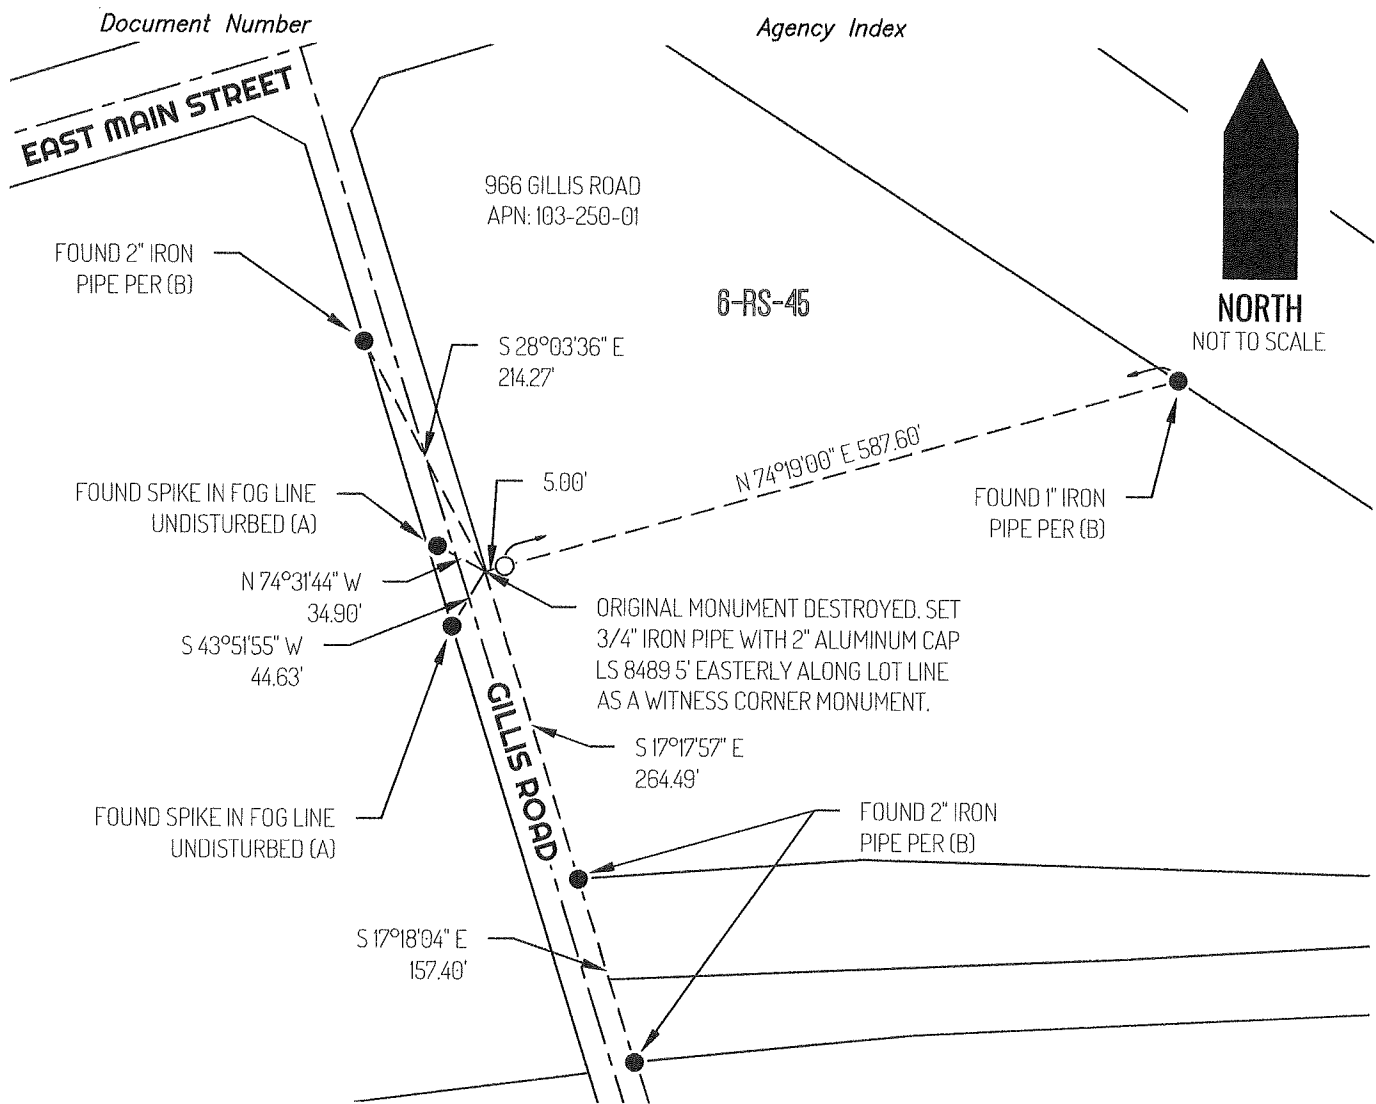 Document Number
Agency Index
EAST MAIN STREET
966 GILLIS ROAD
APN: 103-250-01
FOUND 2" IRON
PIPE PER (B)
6-RS-45
NORTH
NOT TO SCALE
S 28°03'36" E
214.27'
N 74°19'00" E 587.60'
FOUND SPIKE IN FOG LINE
UNDISTURBED (A)
5.00'
FOUND 1" IRON
PIPE PER (B)
N 74°31'44" W
34.90'
S 43°51'55" W
44.63'
ORIGINAL MONUMENT DESTROYED. SET
3/4" IRON PIPE WITH 2" ALUMINUM CAP
LS 8489 5' EASTERLY ALONG LOT LINE
AS A WITNESS CORNER MONUMENT.
GILLIS ROAD
S 17°17'57" E
264.49'
FOUND SPIKE IN FOG LINE
UNDISTURBED (A)
FOUND 2" IRON
PIPE PER (B)
S 17°18'04" E
157.40'